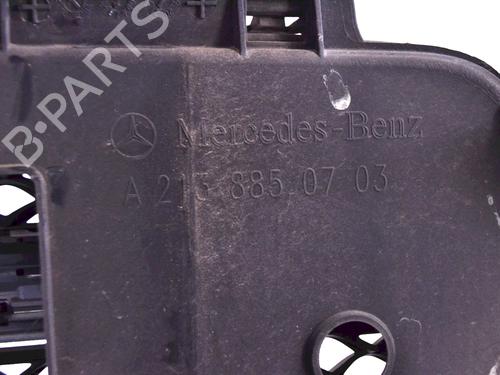 B-PARTS
Mercedes-Benz
A 213 885 07 03